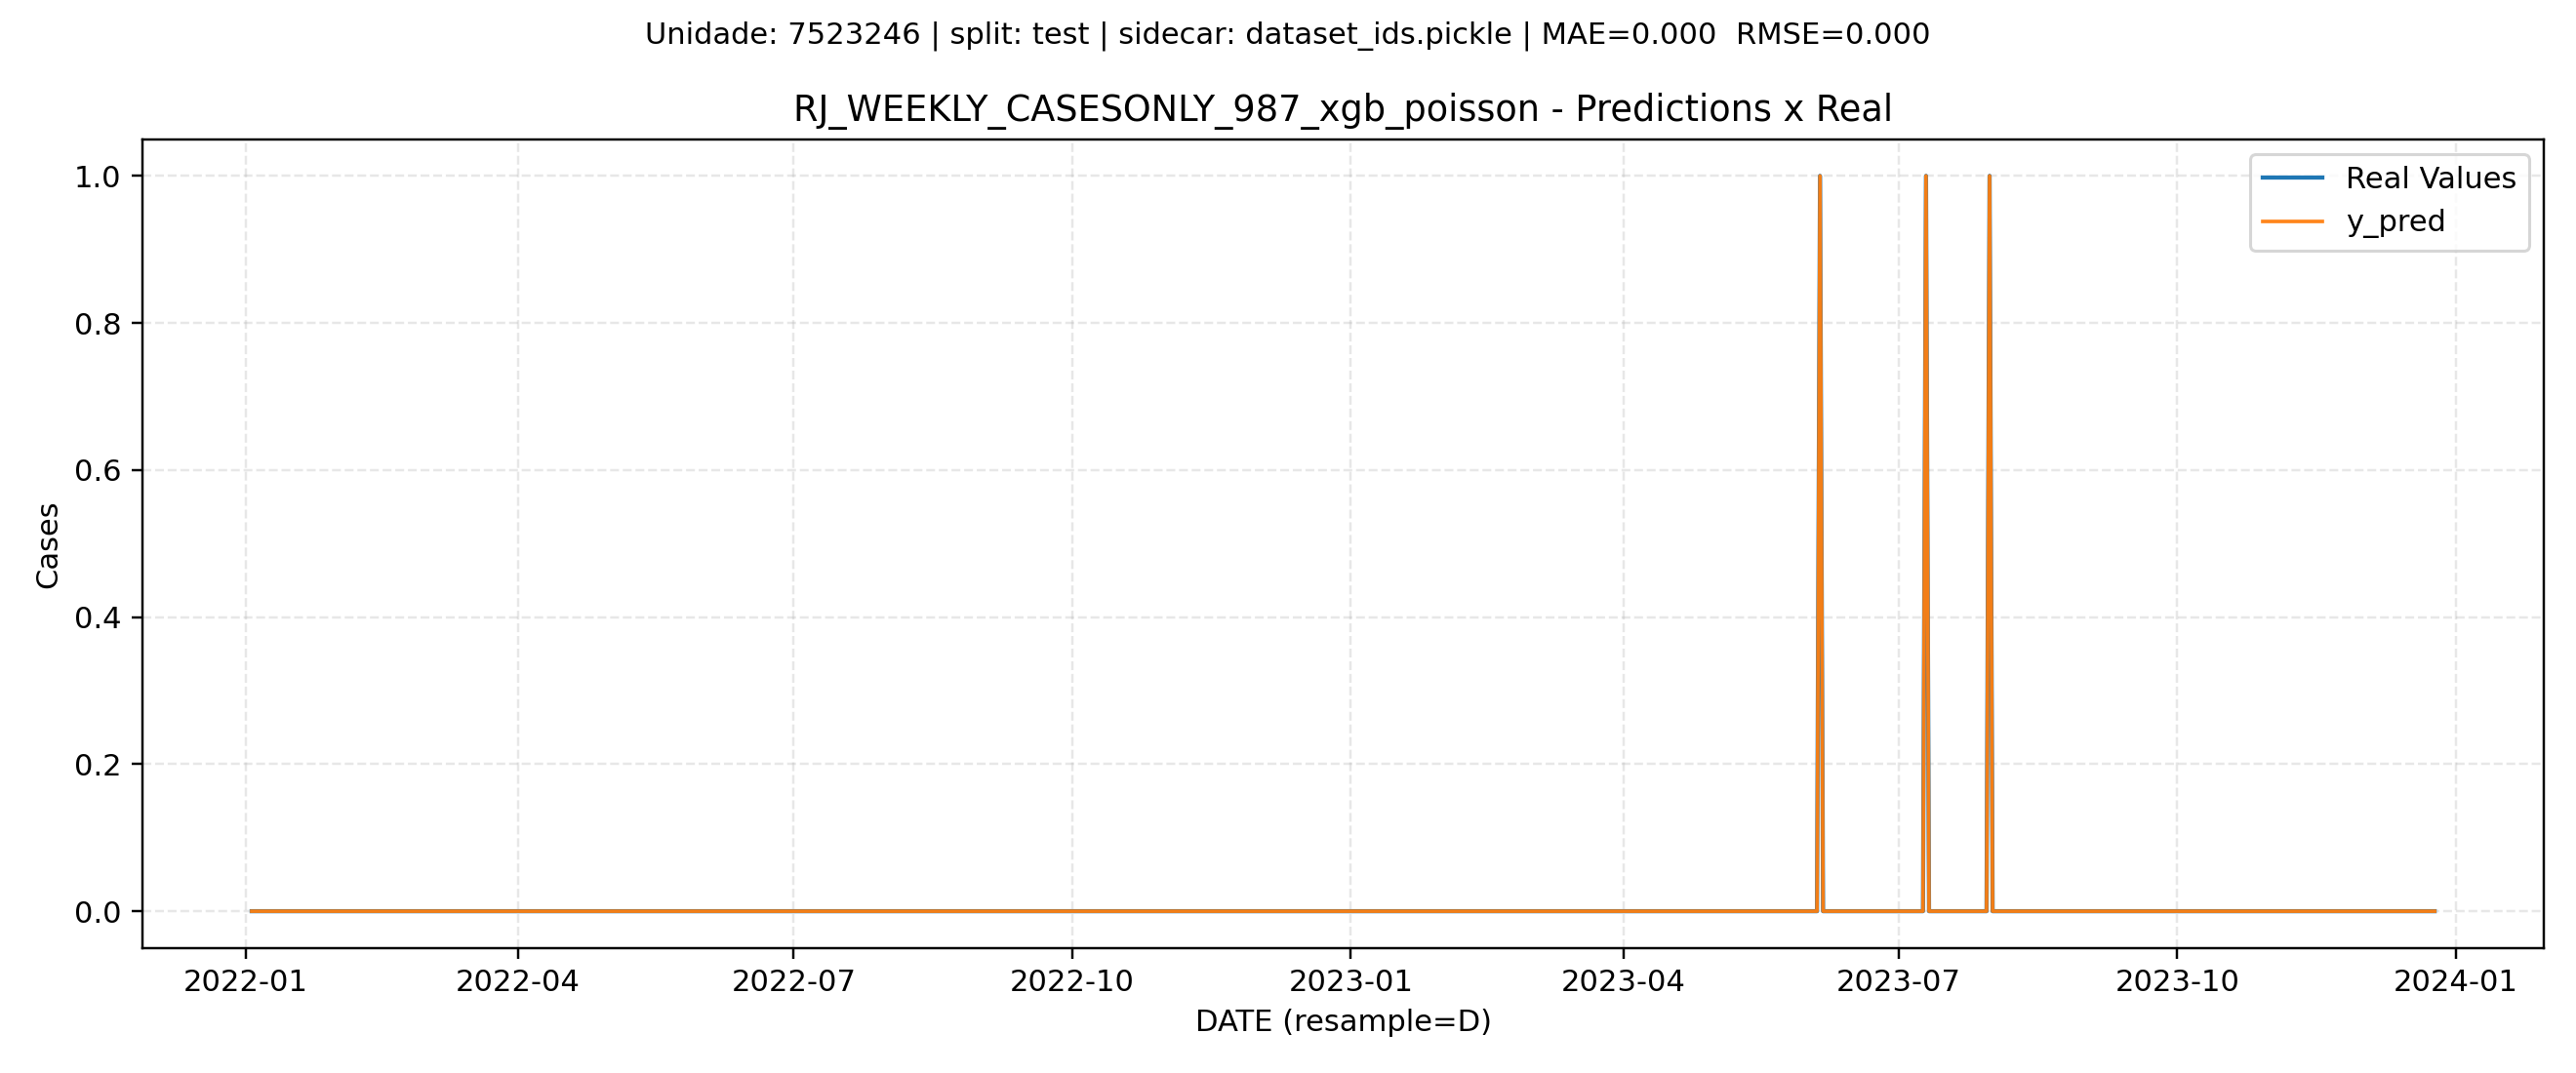 Unidade: 7523246 | split: test | sidecar: dataset_ids.pickle | MAE=0.000  RMSE=0.000
RJ_WEEKLY_CASESONLY_987_xgb_poisson - Predictions x Real
Real Values
y_pred
1.0
0.8
0.6
0.4
0.2
0.0
Cases
2022-01 2022-04 2022-07 2022-10 2023-01 2023-04 2023-07 2023-10 2024-01
DATE (resample=D)